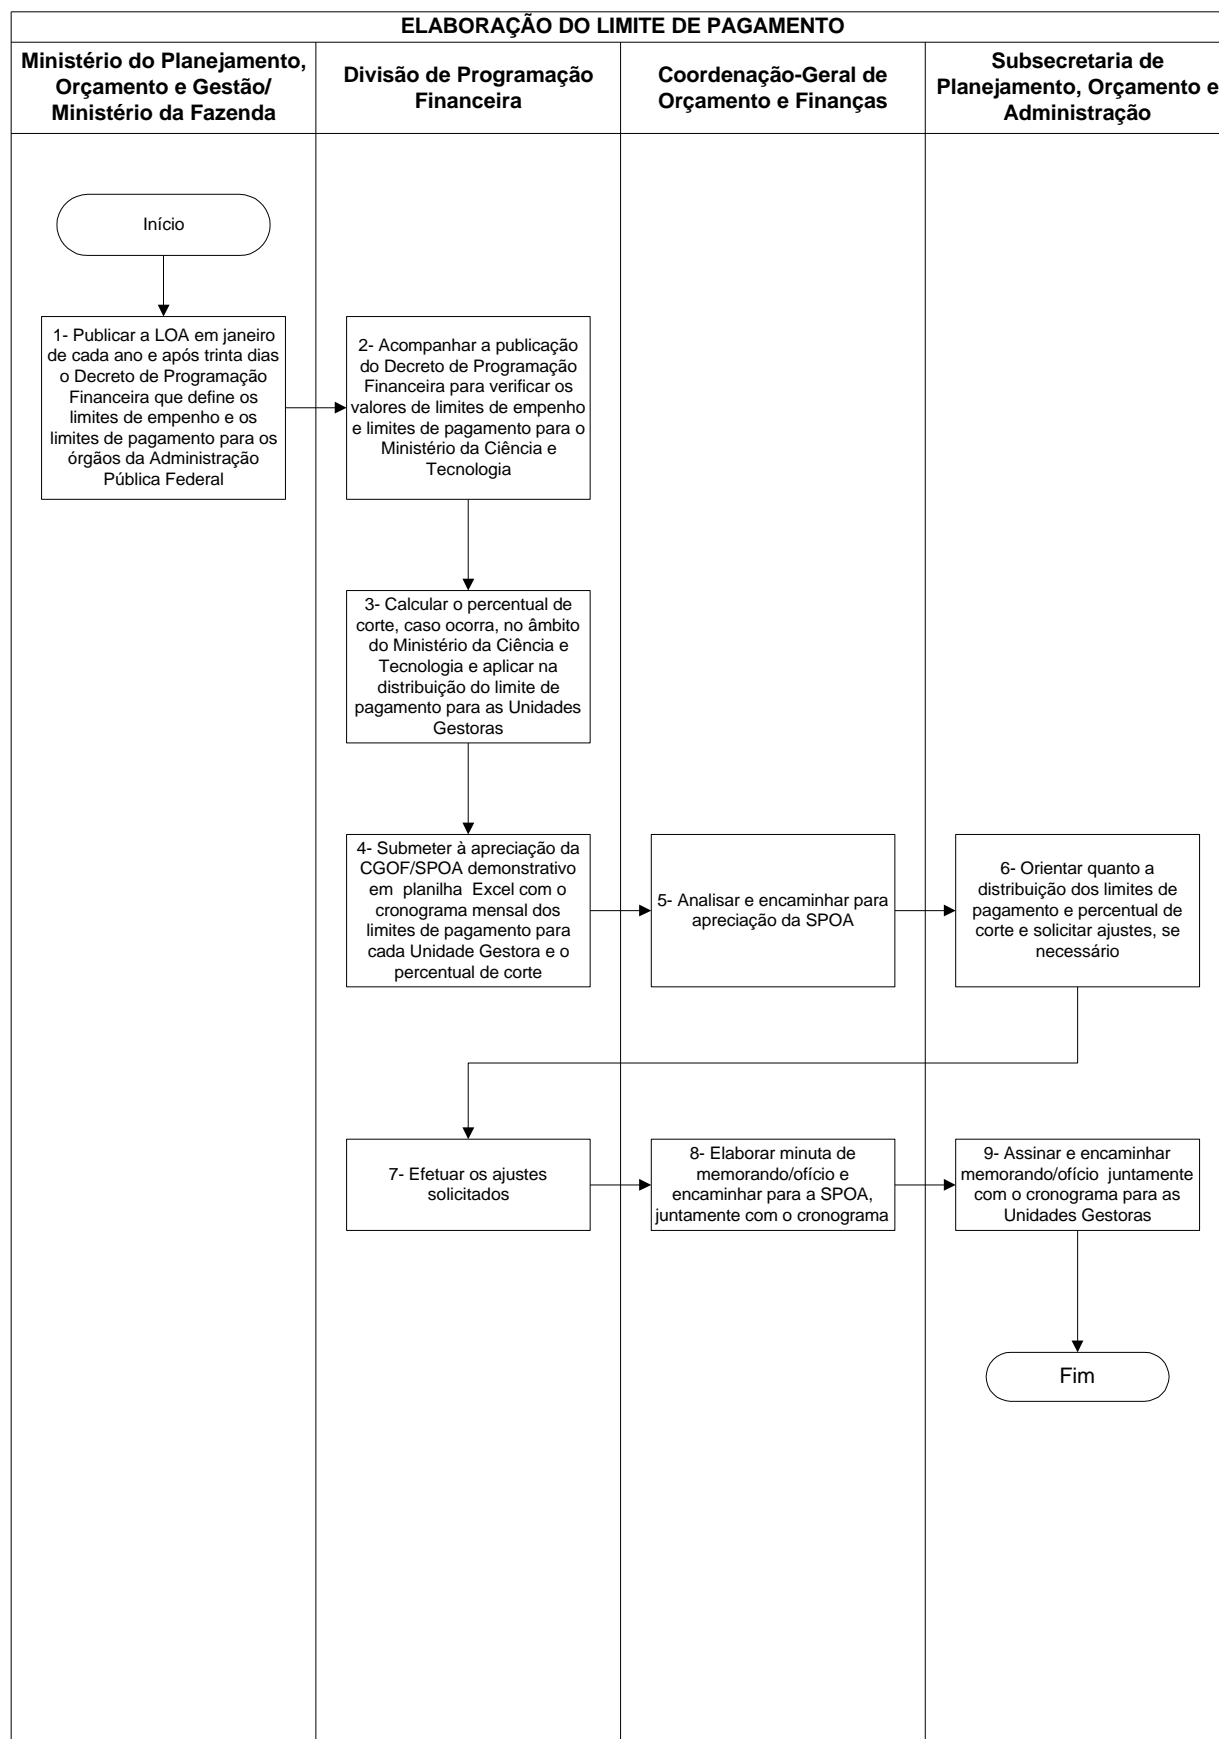 ELABORAÇÃO DO LIMITE DE PAGAMENTO
Ministério do Planejamento,
Orçamento e Gestão/
Ministério da Fazenda
Divisão de Programação
Financeira
Coordenação-Geral de
Orçamento e Finanças
Subsecretaria de
Planejamento, Orçamento e
Administração
Início
1- Publicar a LOA em janeiro
de cada ano e após trinta dias
o Decreto de Programação
Financeira que define os
limites de empenho e os
limites de pagamento para os
órgãos da Administração
Pública Federal
2- Acompanhar a publicação
do Decreto de Programação
Financeira para verificar os
valores de limites de empenho
e limites de pagamento para o
Ministério da Ciência e
Tecnologia
3- Calcular o percentual de
corte, caso ocorra, no âmbito
do Ministério da Ciência e
Tecnologia e aplicar na
distribuição do limite de
pagamento para as Unidades
Gestoras
4- Submeter à apreciação da
CGOF/SPOA demonstrativo
em planilha Excel com o
cronograma mensal dos
limites de pagamento para
cada Unidade Gestora e o
percentual de corte
5- Analisar e encaminhar para
apreciação da SPOA
6- Orientar quanto a
distribuição dos limites de
pagamento e percentual de
corte e solicitar ajustes, se
necessário
7- Efetuar os ajustes
solicitados
8- Elaborar minuta de
memorando/ofício e
encaminhar para a SPOA,
juntamente com o cronograma
9- Assinar e encaminhar
memorando/ofício juntamente
com o cronograma para as
Unidades Gestoras
Fim